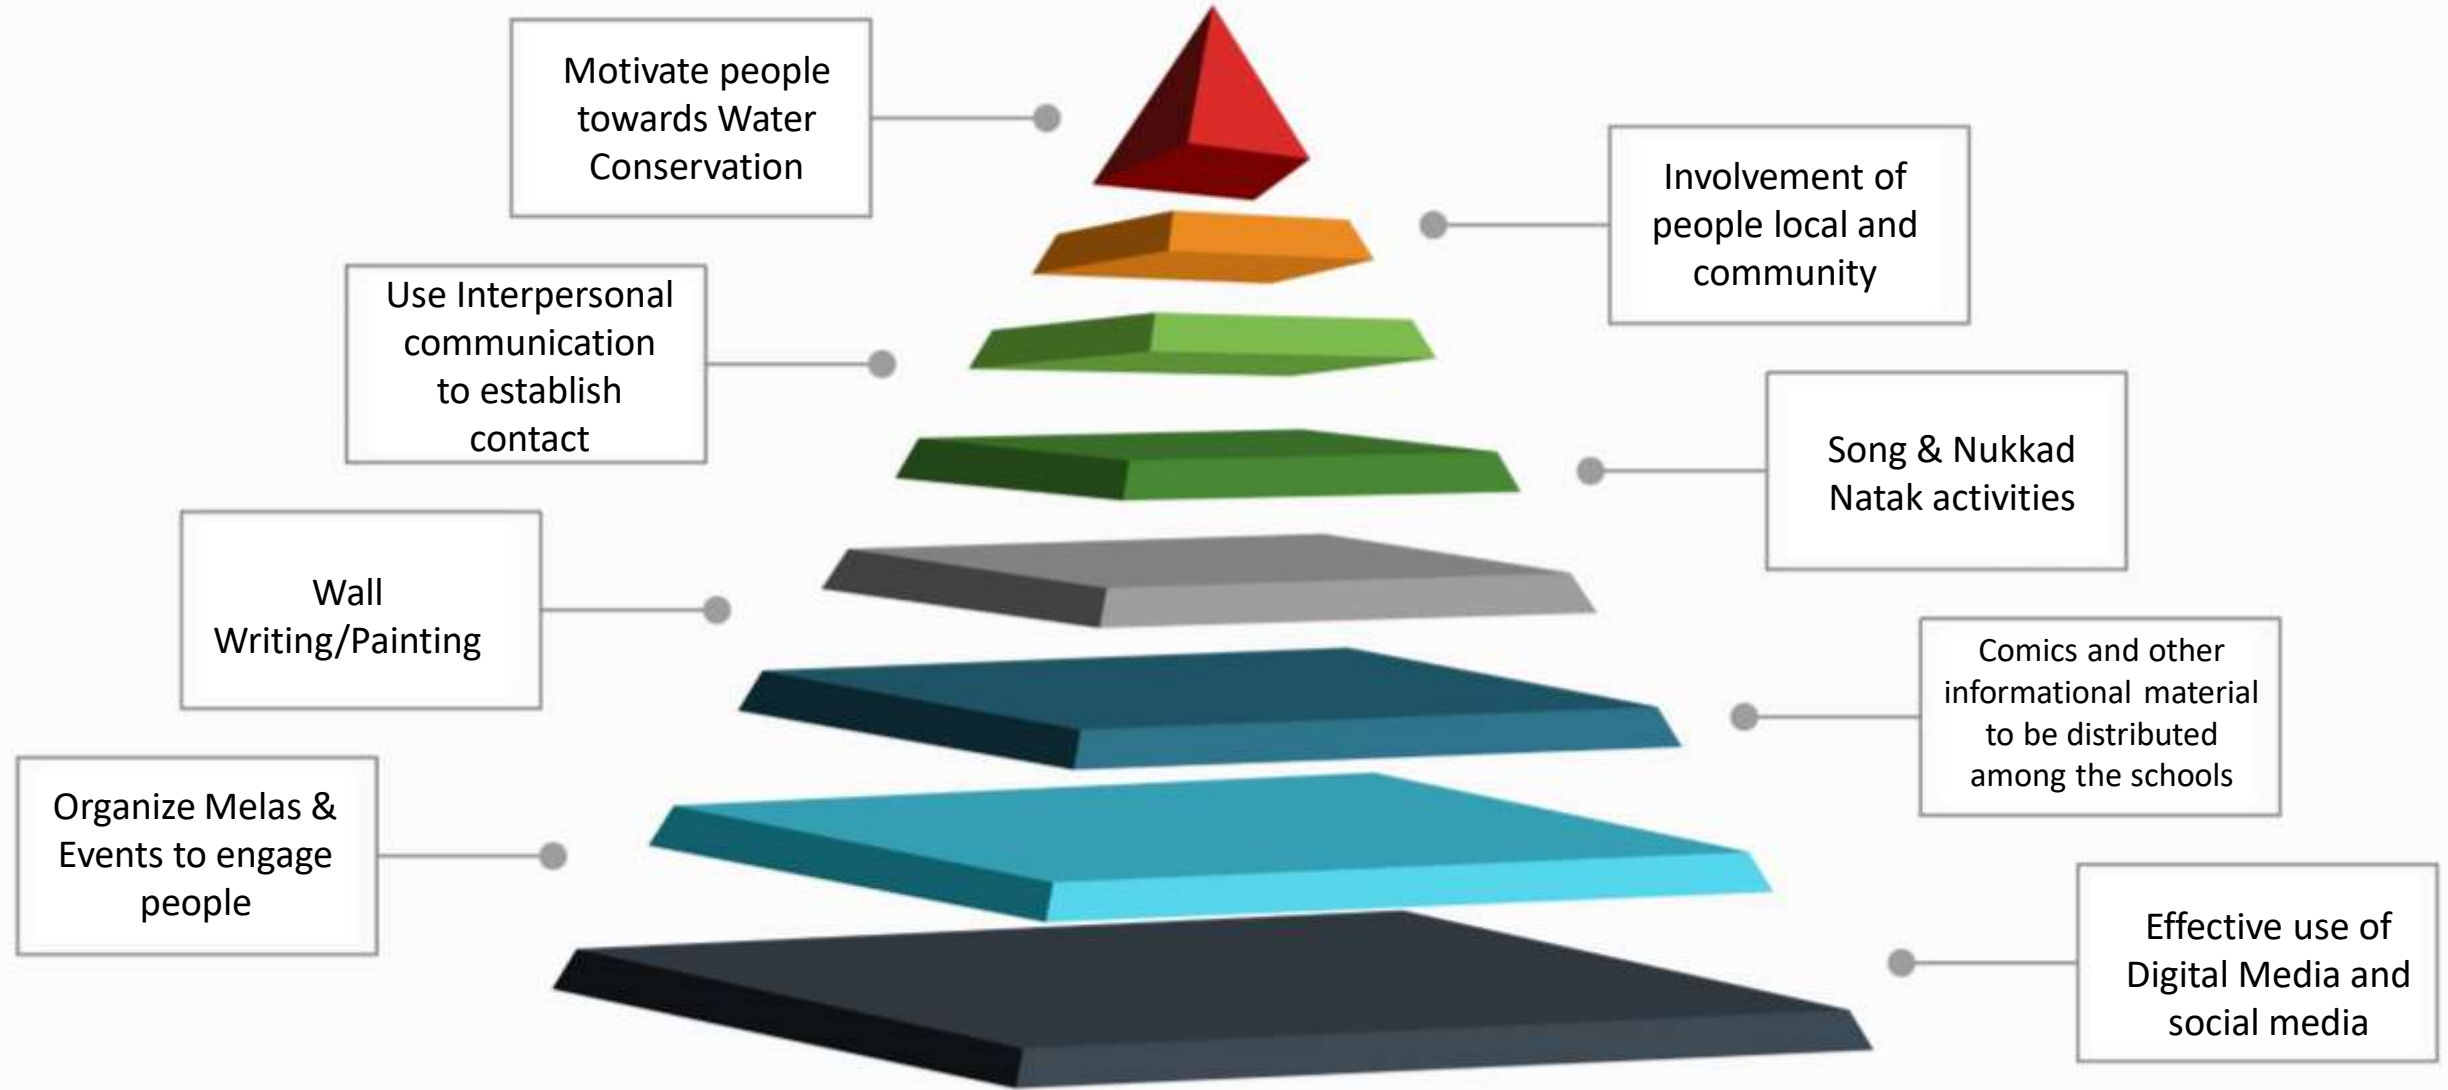 Motivate people
towards Water
Conservation
Involvement of
people local and
community
Use Interpersonal
communication
to establish
contact
Song & Nukkad
Natak activities
Wall
Writing/Painting
Comics and other
informational material
to be distributed
among the schools
Organize Melas &
Events to engage
people
Effective use of
Digital Media and
social media